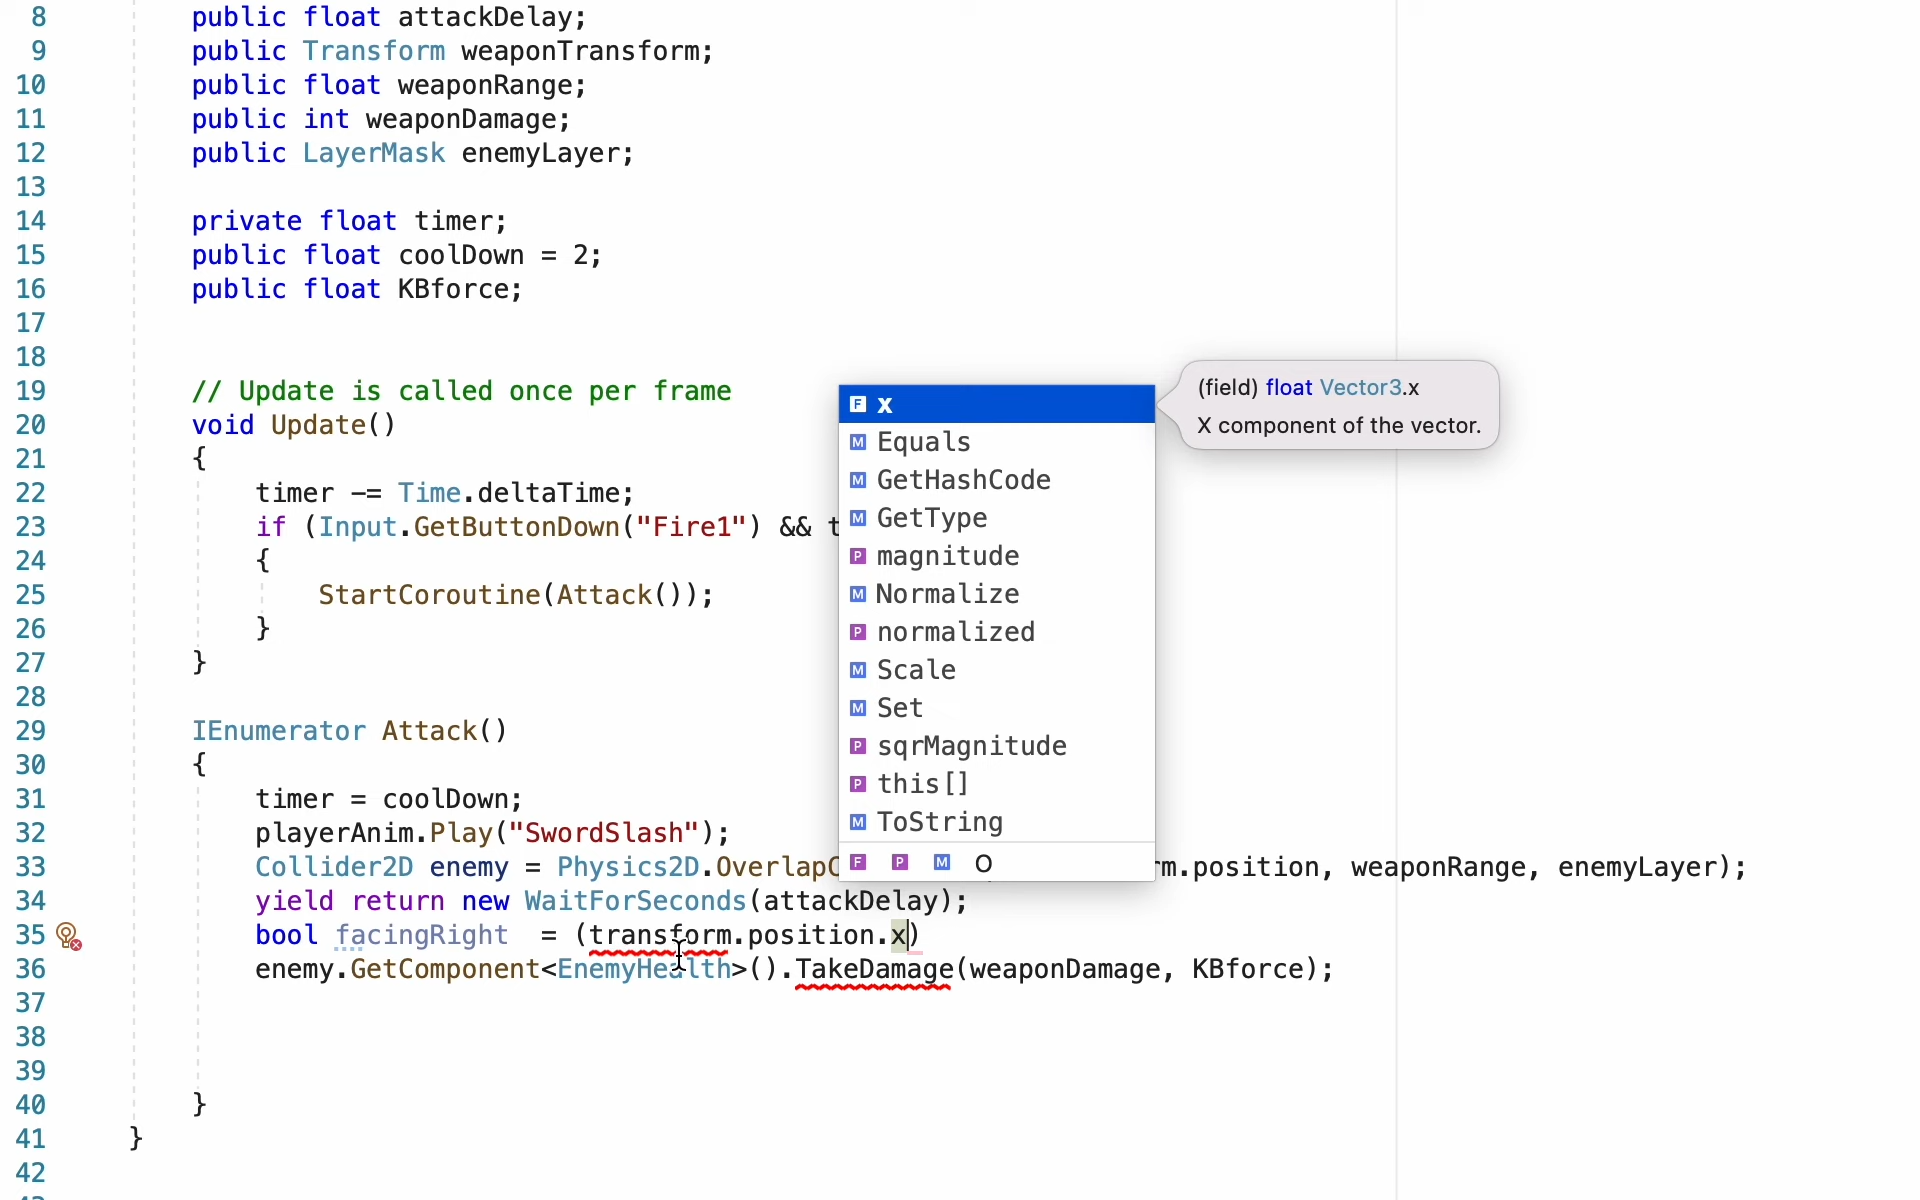 8 public float attackDelay;
9 public Transform weaponTransform;
10 public float weaponRange;
11 public int weaponDamage;
12 public LayerMask enemyLayer;
13
14 private float timer;
15 public float coolDown = 2;
16 public float KBforce;
17
18
19 // Update is called once per frame
20 void Update()
21 {
22 timer -= Time.deltaTime;
23 if (Input.GetButtonDown("Fire1") &&
24 {
25 StartCoroutine(Attack());
26 }
27 }
28
29 IEnumerator Attack()
30 {
31 timer = coolDown;
32 playerAnim.Play("SwordSlash");
33 Collider2D enemy = Physics2D. .position, weaponRange, enemyLayer);
34 yield return new WaitForSeconds(attackDelay);
35 bool facingRight = (transform.position.x)
36 enemy.GetComponent<EnemyHealth>().TakeDamage(weaponDamage, KBforce);
37
38
39
40 }
41 }
42
F x
M Equals
M GetHashCode
M GetType
P magnitude
M Normalize
P normalized
M Scale
M Set
P sqrMagnitude
P this[]
M ToString
F P M
(field) float Vector3.x
X component of the vector.